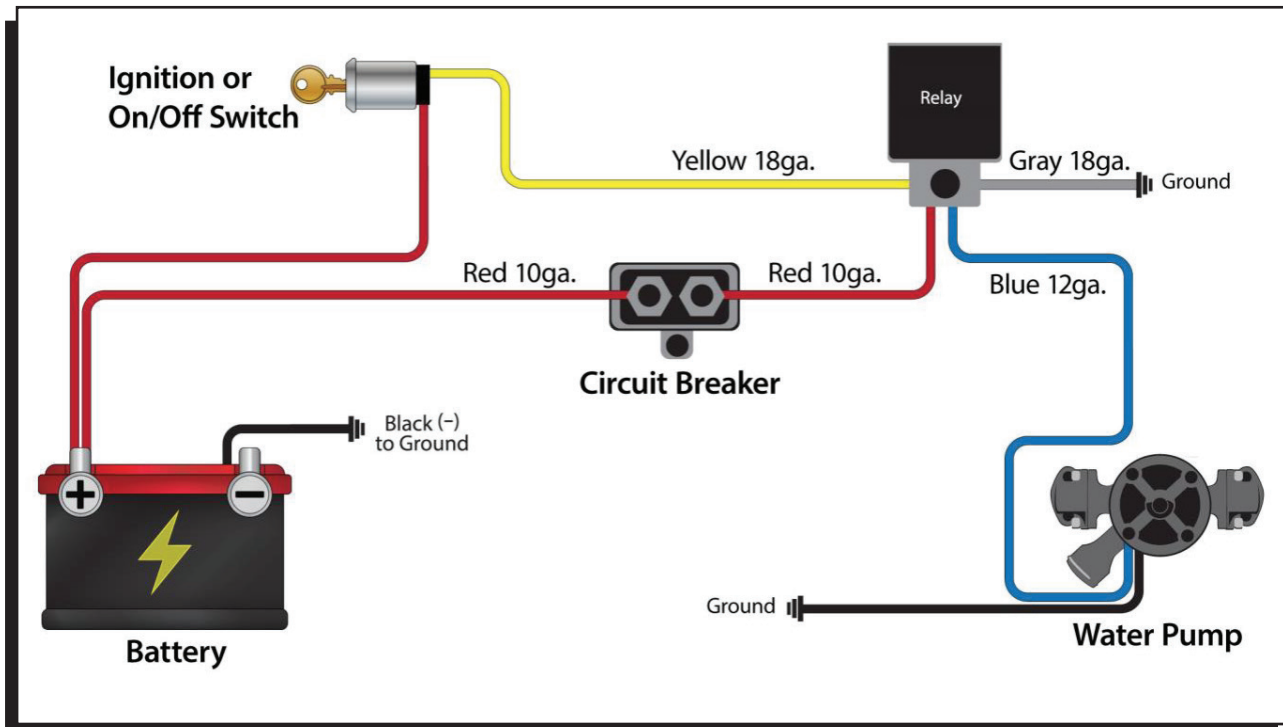 Ignition or
On/Off Switch
Relay
Yellow 18ga.
Gray 18ga.
Ground
Red 10ga.
Red 10ga.
Blue 12ga.
Circuit Breaker
Black (−)
to Ground
+
−
Ground
Battery
Water Pump